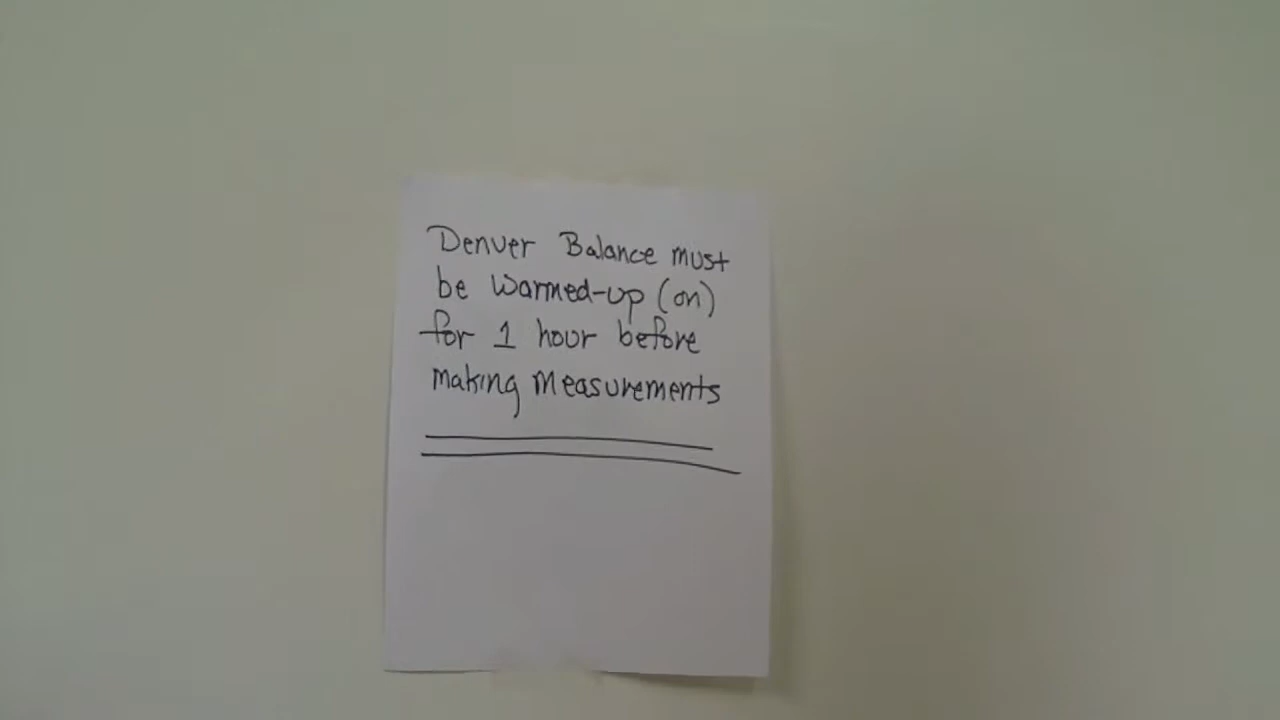 Denver Balance must
be warmed-up (on)
for 1 hour before
making measurements